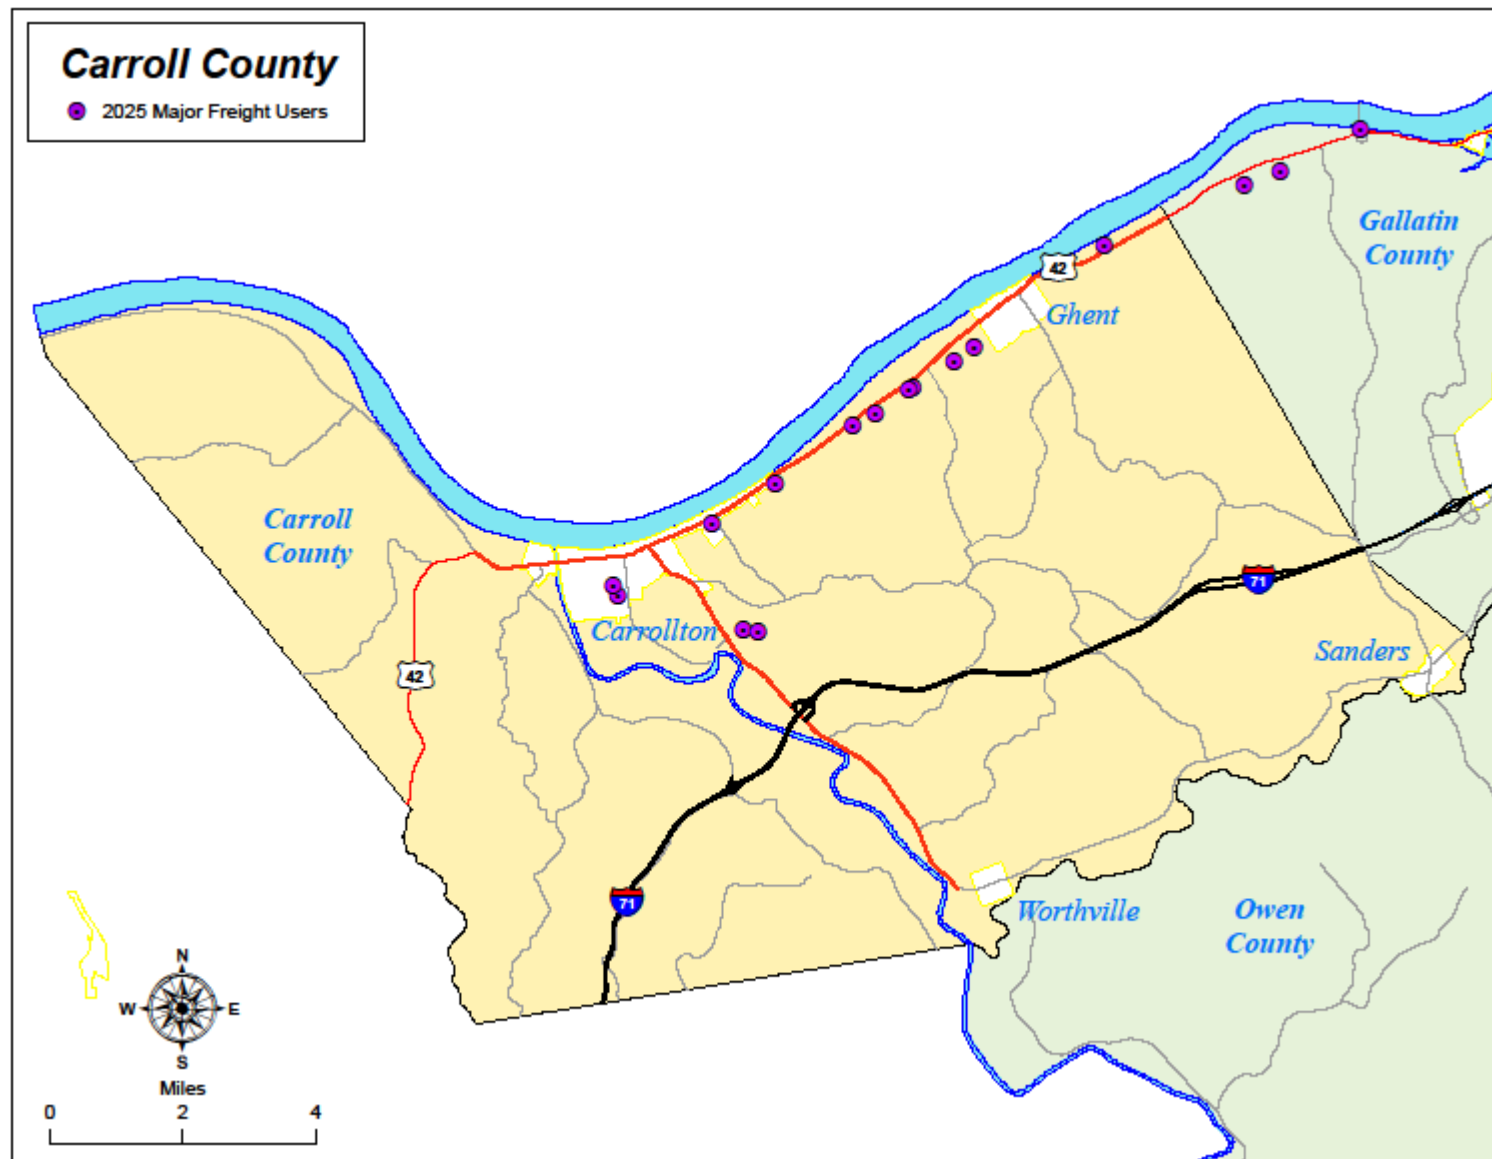 Carroll County
2025 Major Freight Users
Gallatin
County
42
Ghent
Carroll
County
71
Carrollton
Sanders
42
71
Worthville
Owen
County
N
W
E
S
Miles
0
2
4